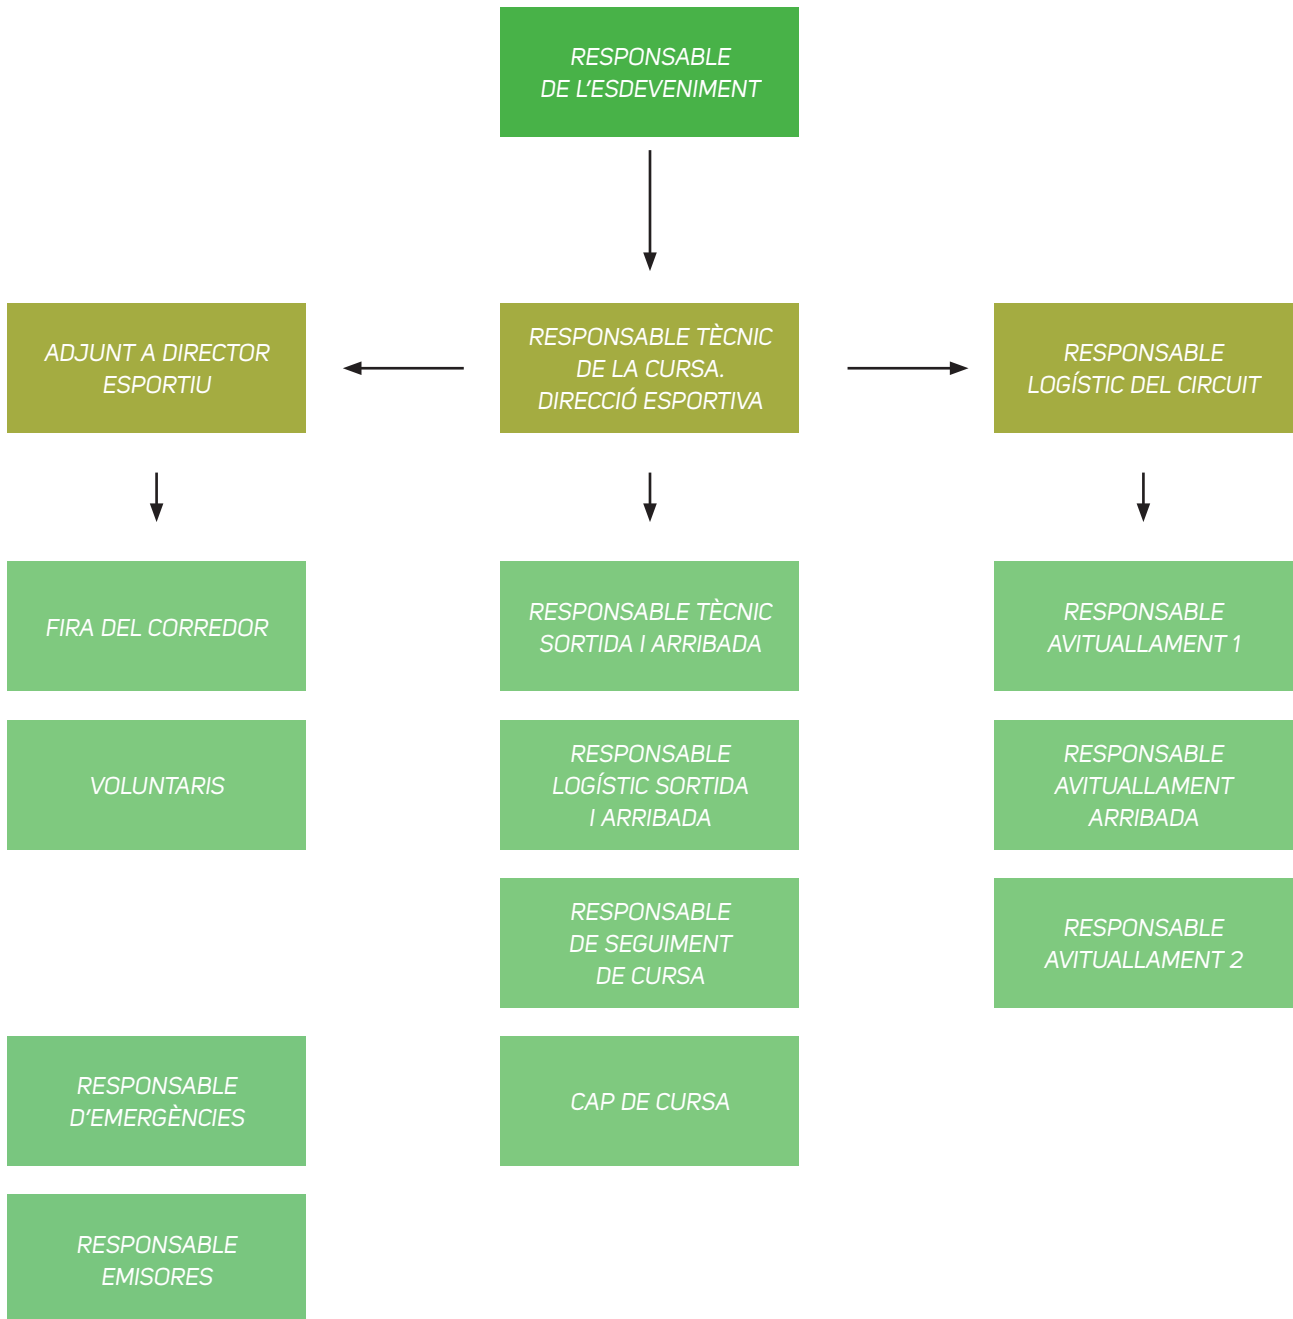 RESPONSABLE
DE L'ESDEVENIMENT
ADJUNT A DIRECTOR
ESPORTIU
RESPONSABLE TÈCNIC
DE LA CURSA.
DIRECCIÓ ESPORTIVA
RESPONSABLE
LOGÍSTIC DEL CIRCUIT
FIRA DEL CORREDOR
RESPONSABLE TÈCNIC
SORTIDA I ARRIBADA
RESPONSABLE
AVITUALLAMENT 1
VOLUNTARIS
RESPONSABLE
LOGÍSTIC SORTIDA
I ARRIBADA
RESPONSABLE
AVITUALLAMENT
ARRIBADA
RESPONSABLE
DE SEGUIMENT
DE CURSA
RESPONSABLE
AVITUALLAMENT 2
RESPONSABLE
D'EMERGÈNCIES
CAP DE CURSA
RESPONSABLE
EMISORES